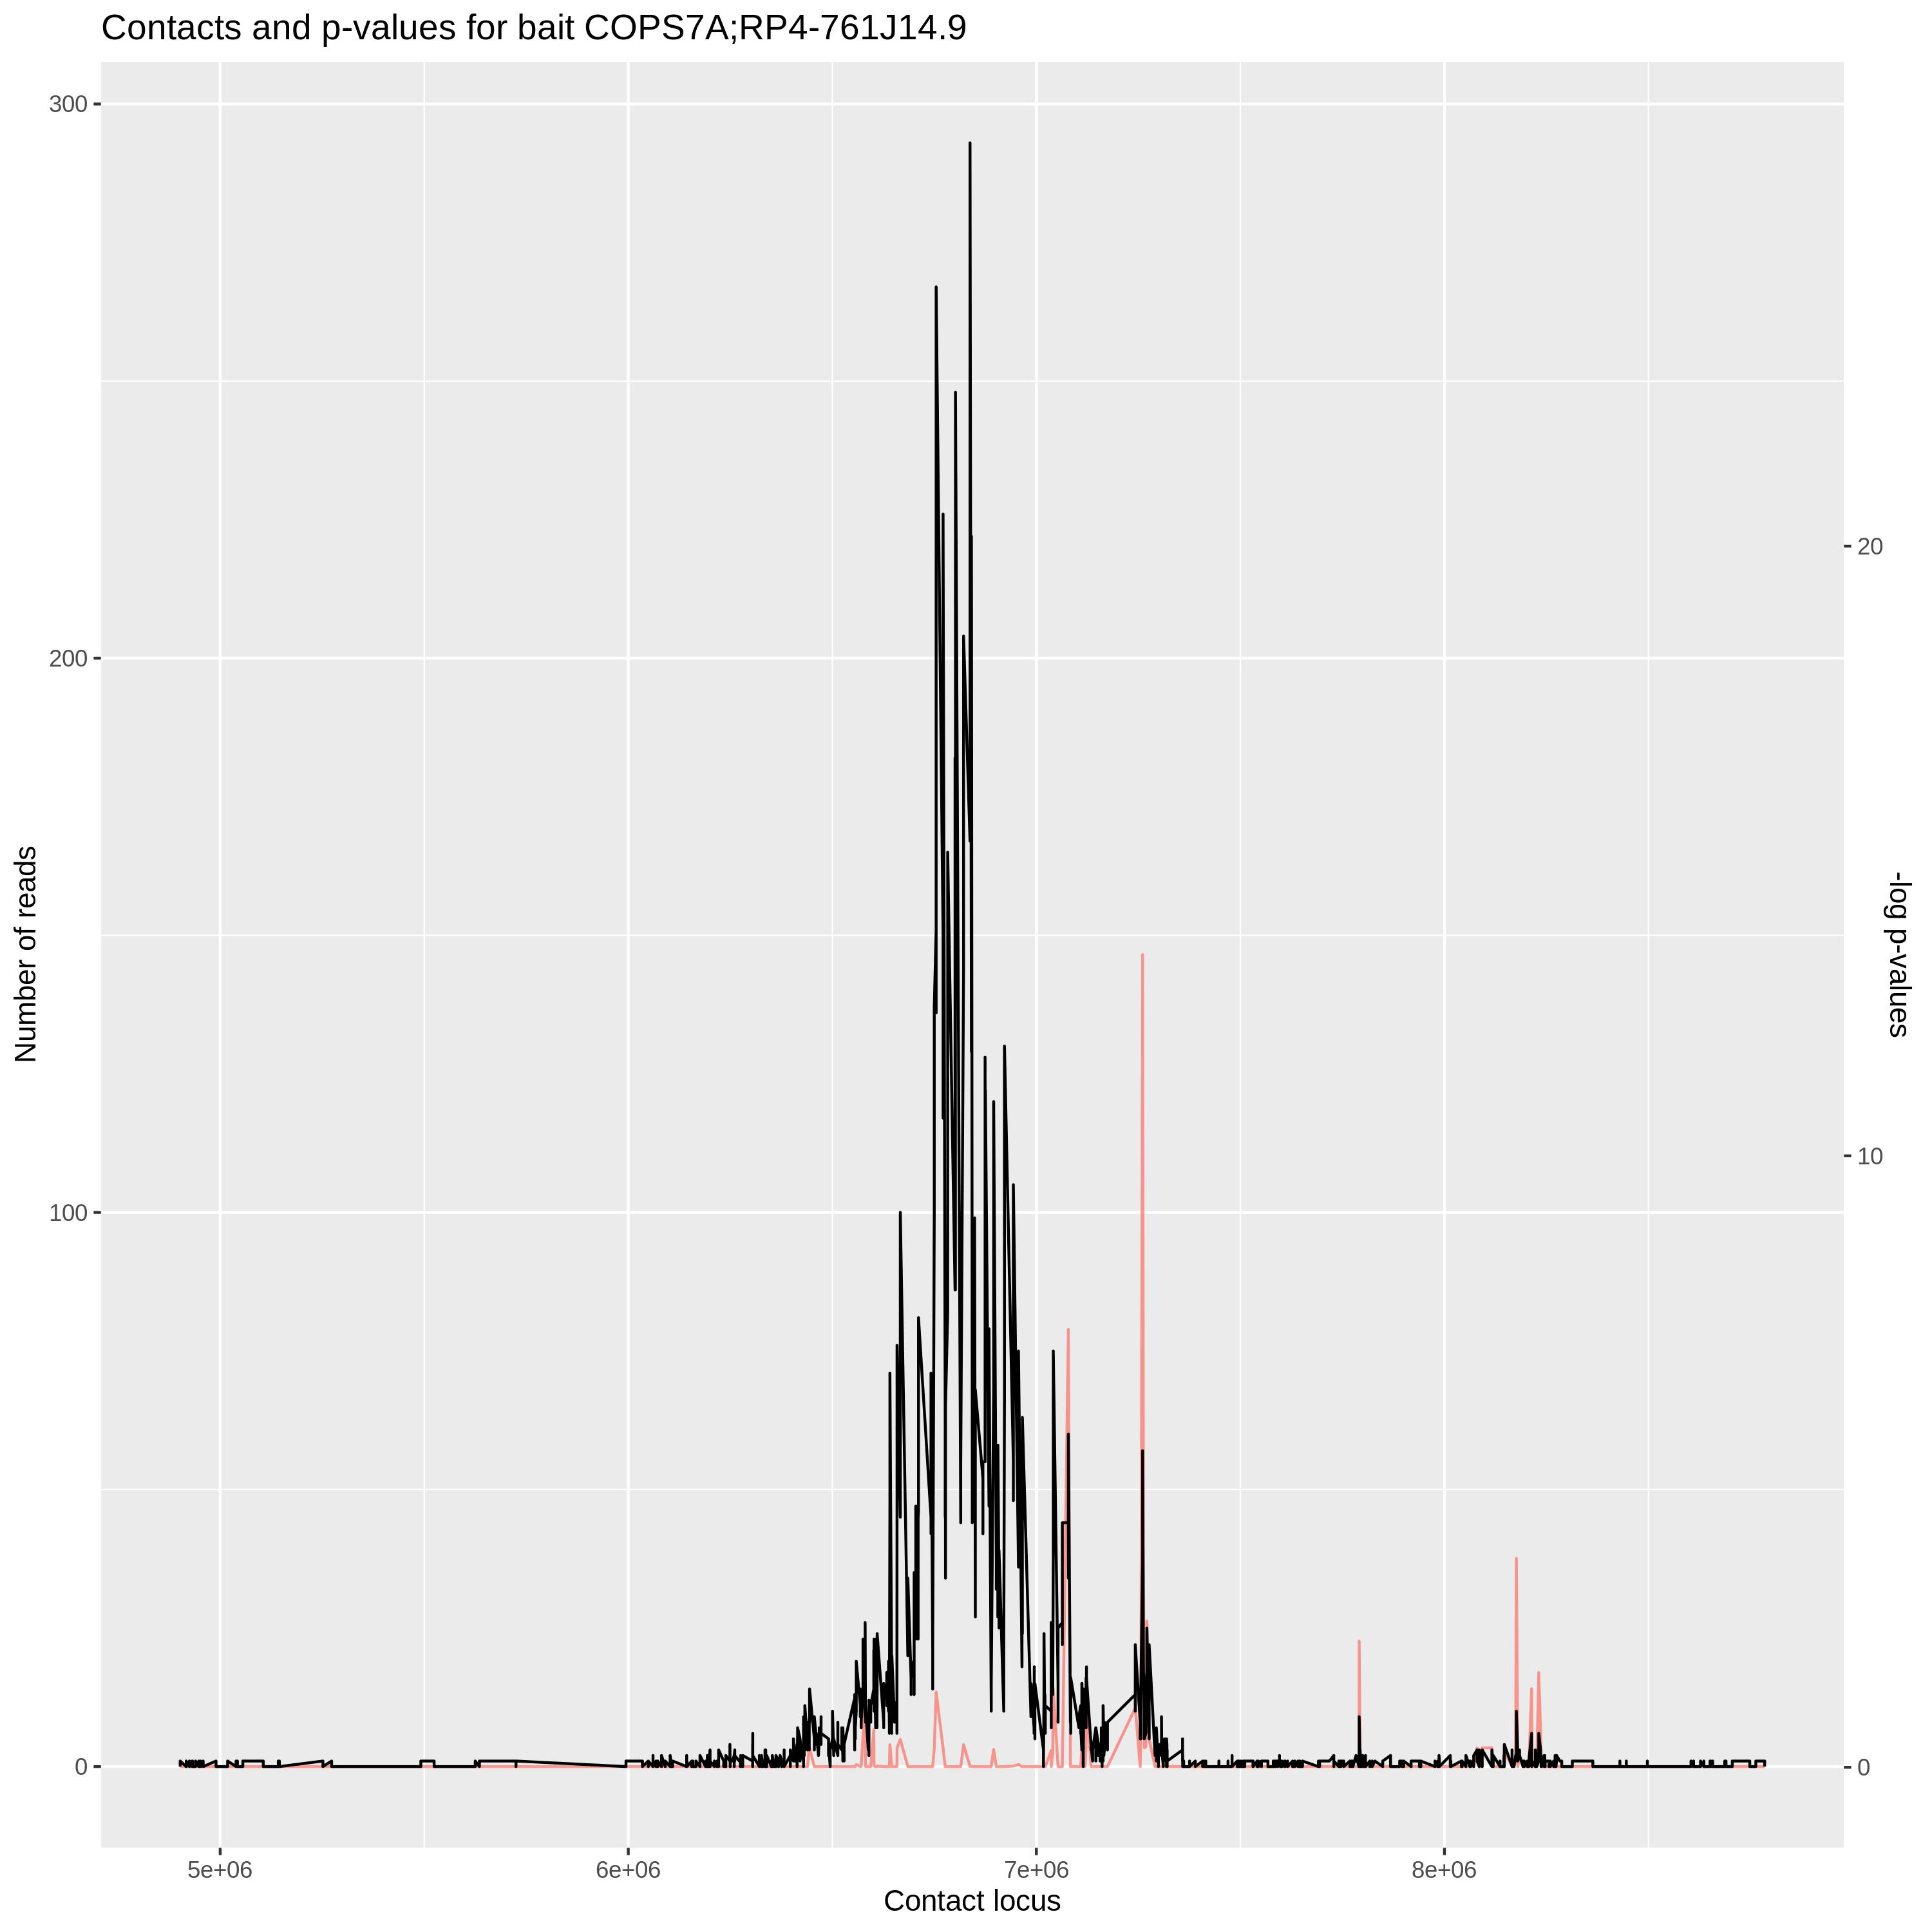 Contacts and p-values for bait COPS7A;RP4-761J14.9
300
200
100
0
Number of reads
20
10
0
-log p-values
5e+06
6e+06
7e+06
8e+06
Contact locus